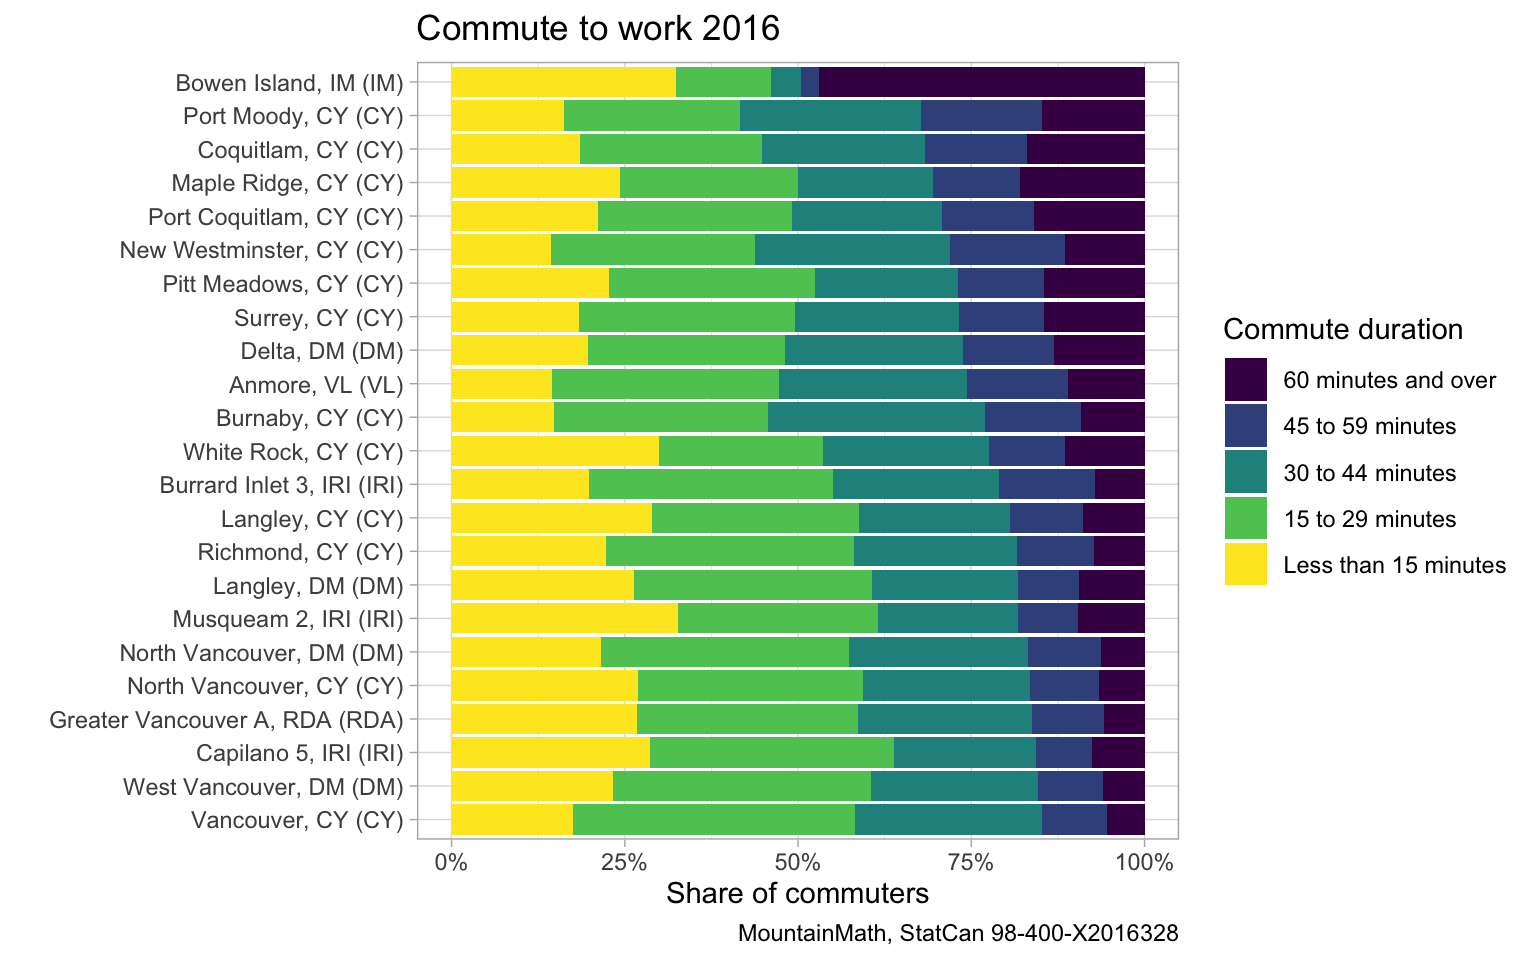 Commute to work 2016
Bowen Island, IM (IM)
Port Moody, CY (CY)
Coquitlam, CY (CY)
Maple Ridge, CY (CY)
Port Coquitlam, CY (CY)
New Westminster, CY (CY)
Pitt Meadows, CY (CY)
Surrey, CY (CY)
Delta, DM (DM)
Anmore, VL (VL)
Burnaby, CY (CY)
White Rock, CY (CY)
Burrard Inlet 3, IRI (IRI)
Langley, CY (CY)
Richmond, CY (CY)
Langley, DM (DM)
Musqueam 2, IRI (IRI)
North Vancouver, DM (DM)
North Vancouver, CY (CY)
Greater Vancouver A, RDA (RDA)
Capilano 5, IRI (IRI)
West Vancouver, DM (DM)
Vancouver, CY (CY)
0% 25% 50% 75% 100%
Share of commuters
MountainMath, StatCan 98-400-X2016328
Commute duration
60 minutes and over
45 to 59 minutes
30 to 44 minutes
15 to 29 minutes
Less than 15 minutes